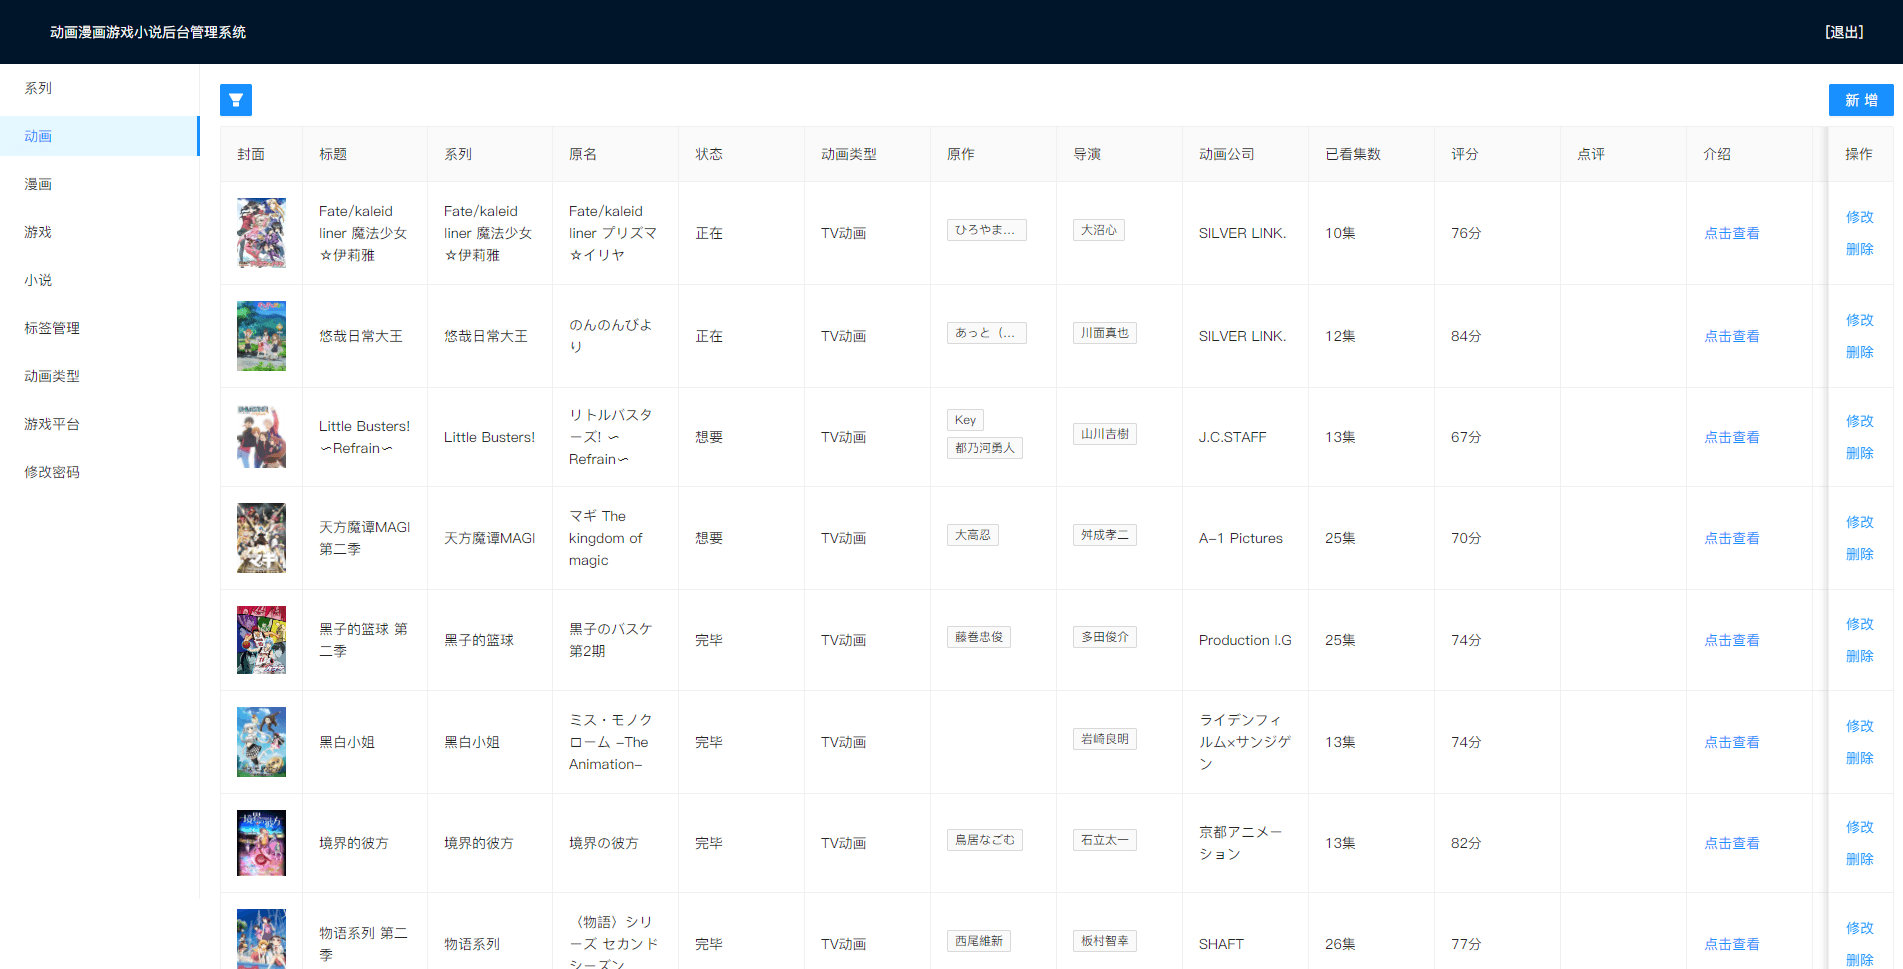 动画漫画游戏小说后台管理系统
[退出]
系列
动画
漫画
游戏
小说
标签管理
动画类型
游戏平台
修改密码
新 增
封面 标题 系列 原名 状态 动画类型 原作 导演 动画公司 已看集数 评分 点评 介绍 操作
Fate/kaleid
liner 魔法少女
☆伊莉雅
Fate/kaleid
liner 魔法少女
☆伊莉雅
Fate/kaleid
liner プリズマ
☆イリヤ
正在
TV动画
ひろやま...
大沼心
SILVER LINK.
10集
76分
点击查看
修改
删除
悠哉日常大王
悠哉日常大王
のんのんびよ
り
正在
TV动画
あっと（...
川面真也
SILVER LINK.
12集
84分
点击查看
修改
删除
Little Busters!
～Refrain～
Little Busters!
リトルバスタ
ーズ! ～
Refrain～
想要
TV动画
Key
都乃河勇人
山川吉樹
J.C.STAFF
13集
67分
点击查看
修改
删除
天方魔谭MAGI
第二季
天方魔谭MAGI
マギ The
kingdom of
magic
想要
TV动画
大高忍
舛成孝二
A-1 Pictures
25集
70分
点击查看
修改
删除
黑子的篮球 第
二季
黑子的篮球
黒子のバスケ
第2期
完毕
TV动画
藤巻忠俊
多田俊介
Production I.G
25集
74分
点击查看
修改
删除
黑白小姐
黑白小姐
ミス・モノク
ローム -The
Animation-
完毕
TV动画
岩崎良明
ライデンフィ
ルム×サンジゲ
ン
13集
74分
点击查看
修改
删除
境界的彼方
境界的彼方
境界の彼方
完毕
TV动画
鳥居なごむ
石立太一
京都アニメー
ション
13集
82分
点击查看
修改
删除
物语系列 第二
季
物语系列
〈物語〉シリ
ーズ セカンド
シーズン
完毕
TV动画
西尾維新
板村智幸
SHAFT
26集
77分
点击查看
修改
删除